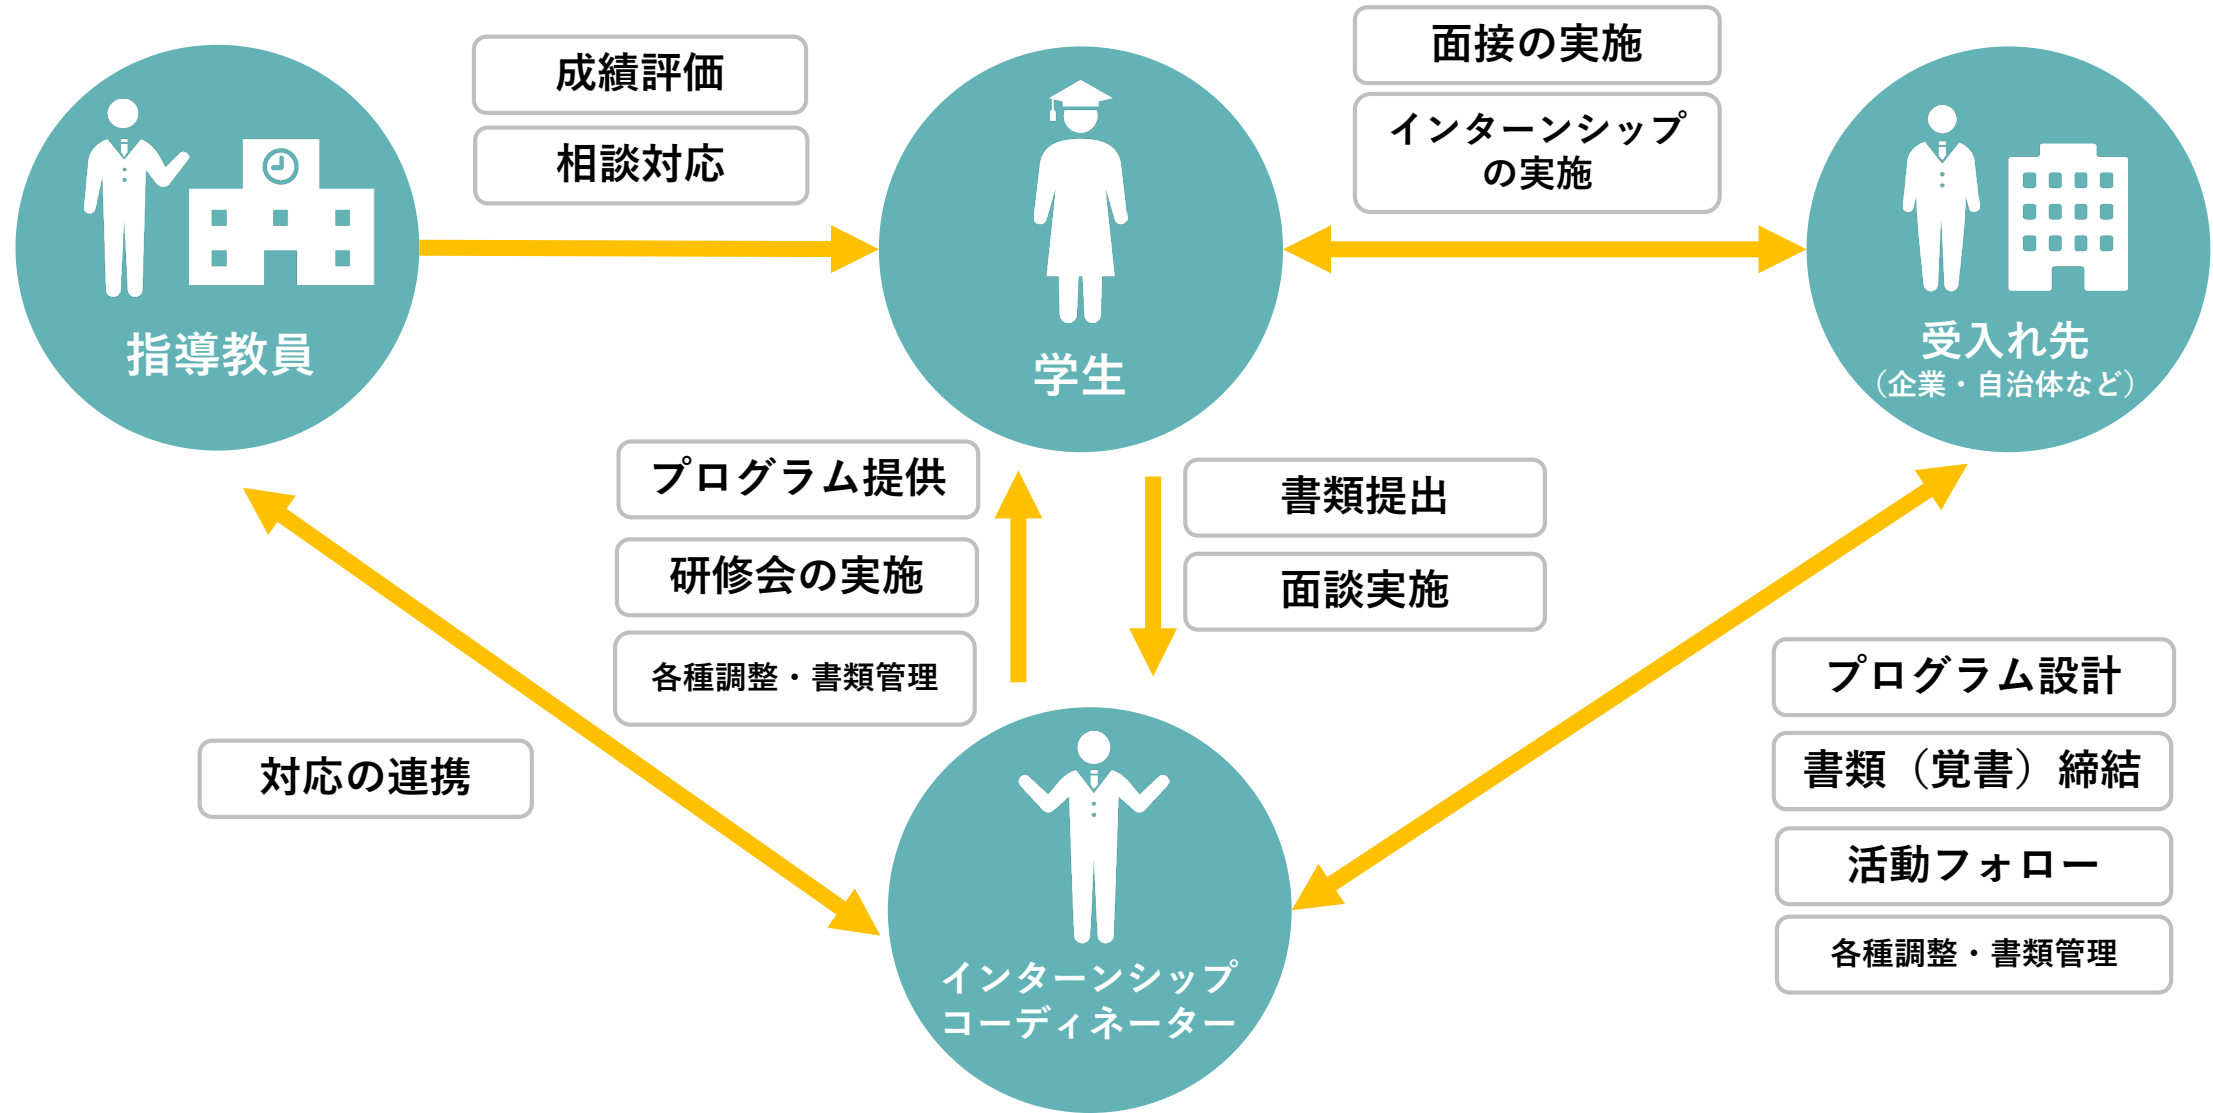 成績評価
相談対応
面接の実施
インターンシップ
の実施
指導教員
学生
受入れ先
（企業・自治体など）
プログラム提供
研修会の実施
各種調整・書類管理
書類提出
面談実施
対応の連携
プログラム設計
書類（覚書）締結
活動フォロー
各種調整・書類管理
インターンシップ
コーディネーター